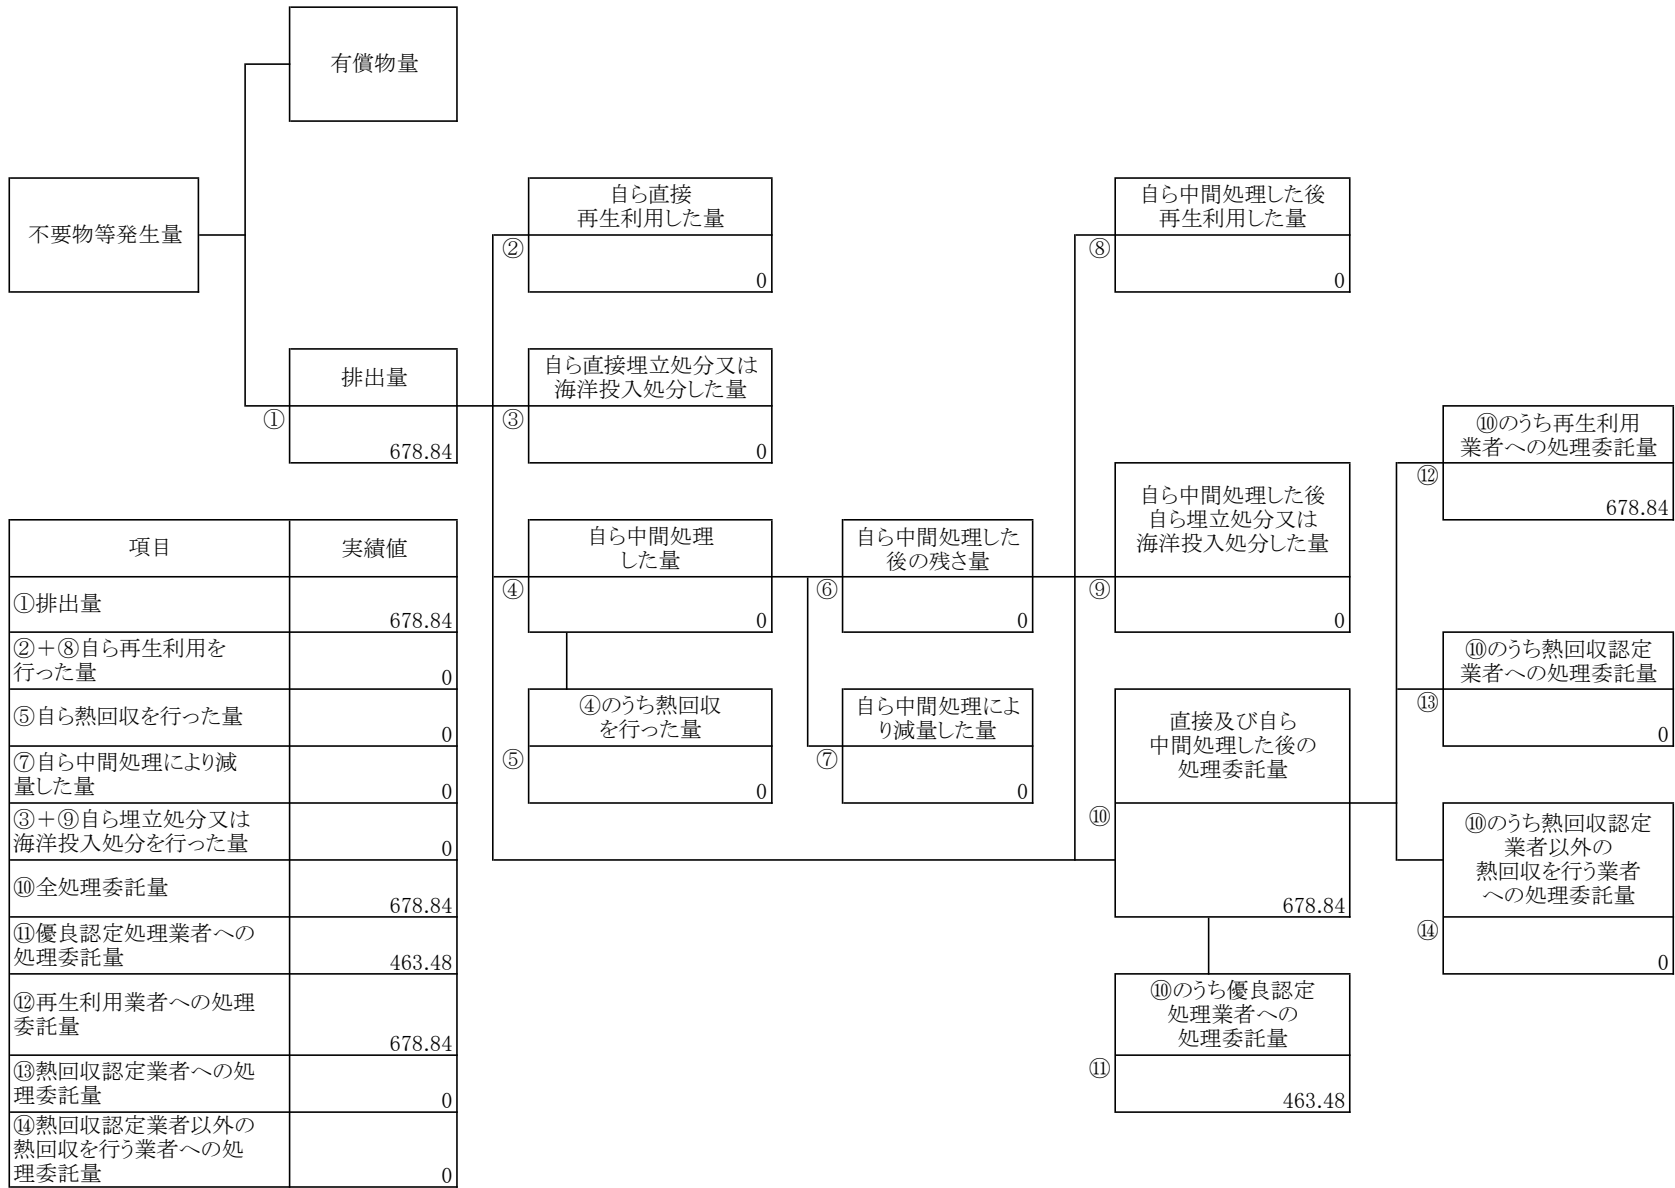 有償物量
不要物等発生量
自ら直接
再生利用した量
②
0
自ら中間処理した後
再生利用した量
⑧
0
排出量
①
678.84
自ら直接埋立処分又は
海洋投入処分した量
③
0
⑩のうち再生利用
業者への処理委託量
⑫
678.84
自ら中間処理
した量
④
0
自ら中間処理した
後の残さ量
⑥
0
自ら中間処理した後
自ら埋立処分又は
海洋投入処分した量
⑨
0
⑩のうち熱回収認定
業者への処理委託量
⑬
0
④のうち熱回収
を行った量
⑤
0
自ら中間処理によ
り減量した量
⑦
0
直接及び自ら
中間処理した後の
処理委託量
⑩
678.84
⑩のうち熱回収認定
業者以外の
熱回収を行う業者
への処理委託量
⑭
0
⑩のうち優良認定
処理業者への
処理委託量
⑪
463.48
項目 実績値
①排出量
678.84
②＋⑧自ら再生利用を
行った量
0
⑤自ら熱回収を行った量
0
⑦自ら中間処理により減
量した量
0
③＋⑨自ら埋立処分又は
海洋投入処分を行った量
0
⑩全処理委託量
678.84
⑪優良認定処理業者への
処理委託量
463.48
⑫再生利用業者への処理
委託量
678.84
⑬熱回収認定業者への処
理委託量
0
⑭熱回収認定業者以外の
熱回収を行う業者への処
理委託量
0